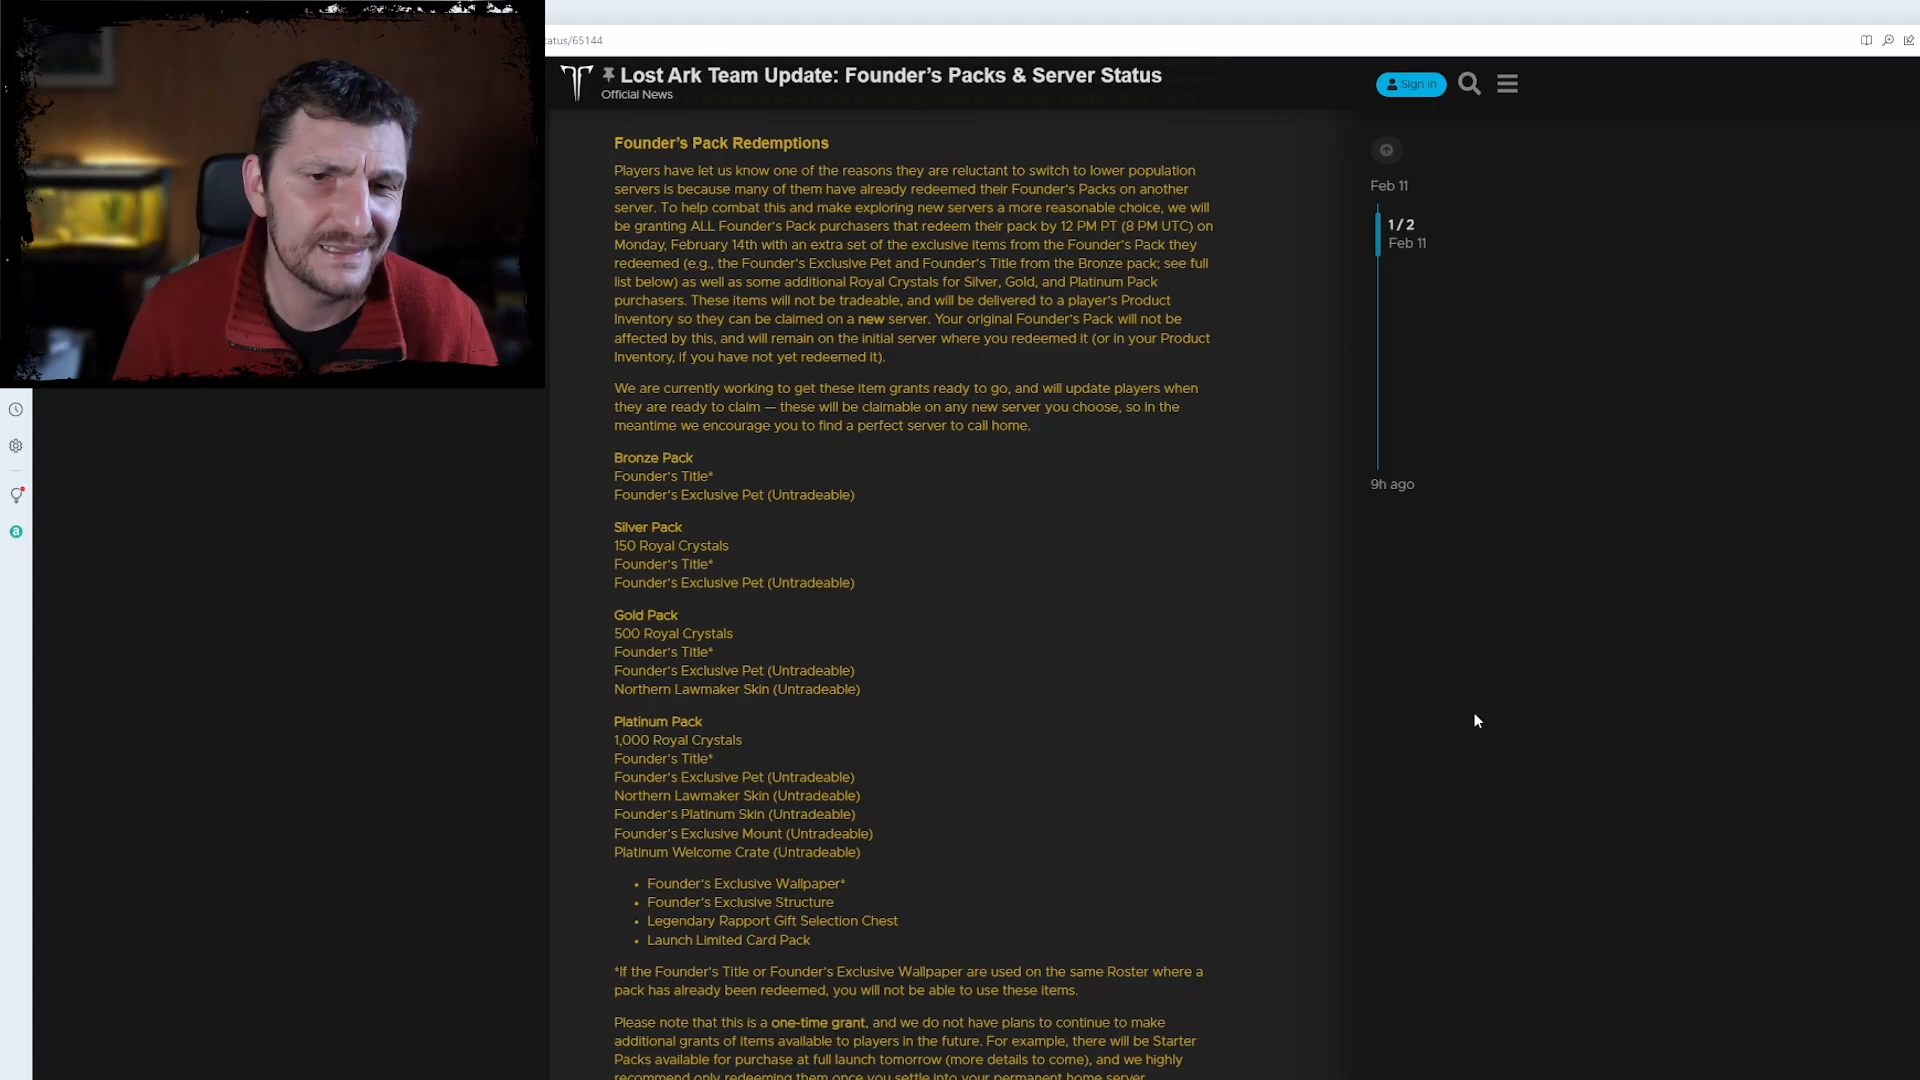 tatus/65144
Lost Ark Team Update: Founder's Packs & Server Status
Official News
Sign in
Founder's Pack Redemptions
Players have let us know one of the reasons they are reluctant to switch to lower population
servers is because many of them have already redeemed their Founder's Packs on another
server. To help combat this and make exploring new servers a more reasonable choice, we will
be granting ALL Founder's Pack purchasers that redeem their pack by 12 PM PT (8 PM UTC) on
Monday, February 14th with an extra set of the exclusive items from the Founder's Pack they
redeemed (e.g., the Founder's Exclusive Pet and Founder's Title from the Bronze pack; see full
list below) as well as some additional Royal Crystals for Silver, Gold, and Platinum Pack
purchasers. These items will not be tradeable, and will be delivered to a player's Product
Inventory so they can be claimed on a new server. Your original Founder's Pack will not be
affected by this, and will remain on the initial server where you redeemed it (or in your Product
Inventory, if you have not yet redeemed it).
We are currently working to get these item grants ready to go, and will update players when
they are ready to claim — these will be claimable on any new server you choose, so in the
meantime we encourage you to find a perfect server to call home.
Bronze Pack
Founder's Title*
Founder's Exclusive Pet (Untradeable)
Silver Pack
150 Royal Crystals
Founder's Title*
Founder's Exclusive Pet (Untradeable)
Gold Pack
500 Royal Crystals
Founder's Title*
Founder's Exclusive Pet (Untradeable)
Northern Lawmaker Skin (Untradeable)
Platinum Pack
1,000 Royal Crystals
Founder's Title*
Founder's Exclusive Pet (Untradeable)
Northern Lawmaker Skin (Untradeable)
Founder's Platinum Skin (Untradeable)
Founder's Exclusive Mount (Untradeable)
Platinum Welcome Crate (Untradeable)
• Founder's Exclusive Wallpaper*
• Founder's Exclusive Structure
• Legendary Rapport Gift Selection Chest
• Launch Limited Card Pack
*If the Founder's Title or Founder's Exclusive Wallpaper are used on the same Roster where a
pack has already been redeemed, you will not be able to use these items.
Please note that this is a one-time grant, and we do not have plans to continue to make
additional grants of items available to players in the future. For example, there will be Starter
Packs available for purchase at full launch tomorrow (more details to come), and we highly
recommend only redeeming them once you settle into your permanent home server.
Feb 11
1 / 2
Feb 11
9h ago
a